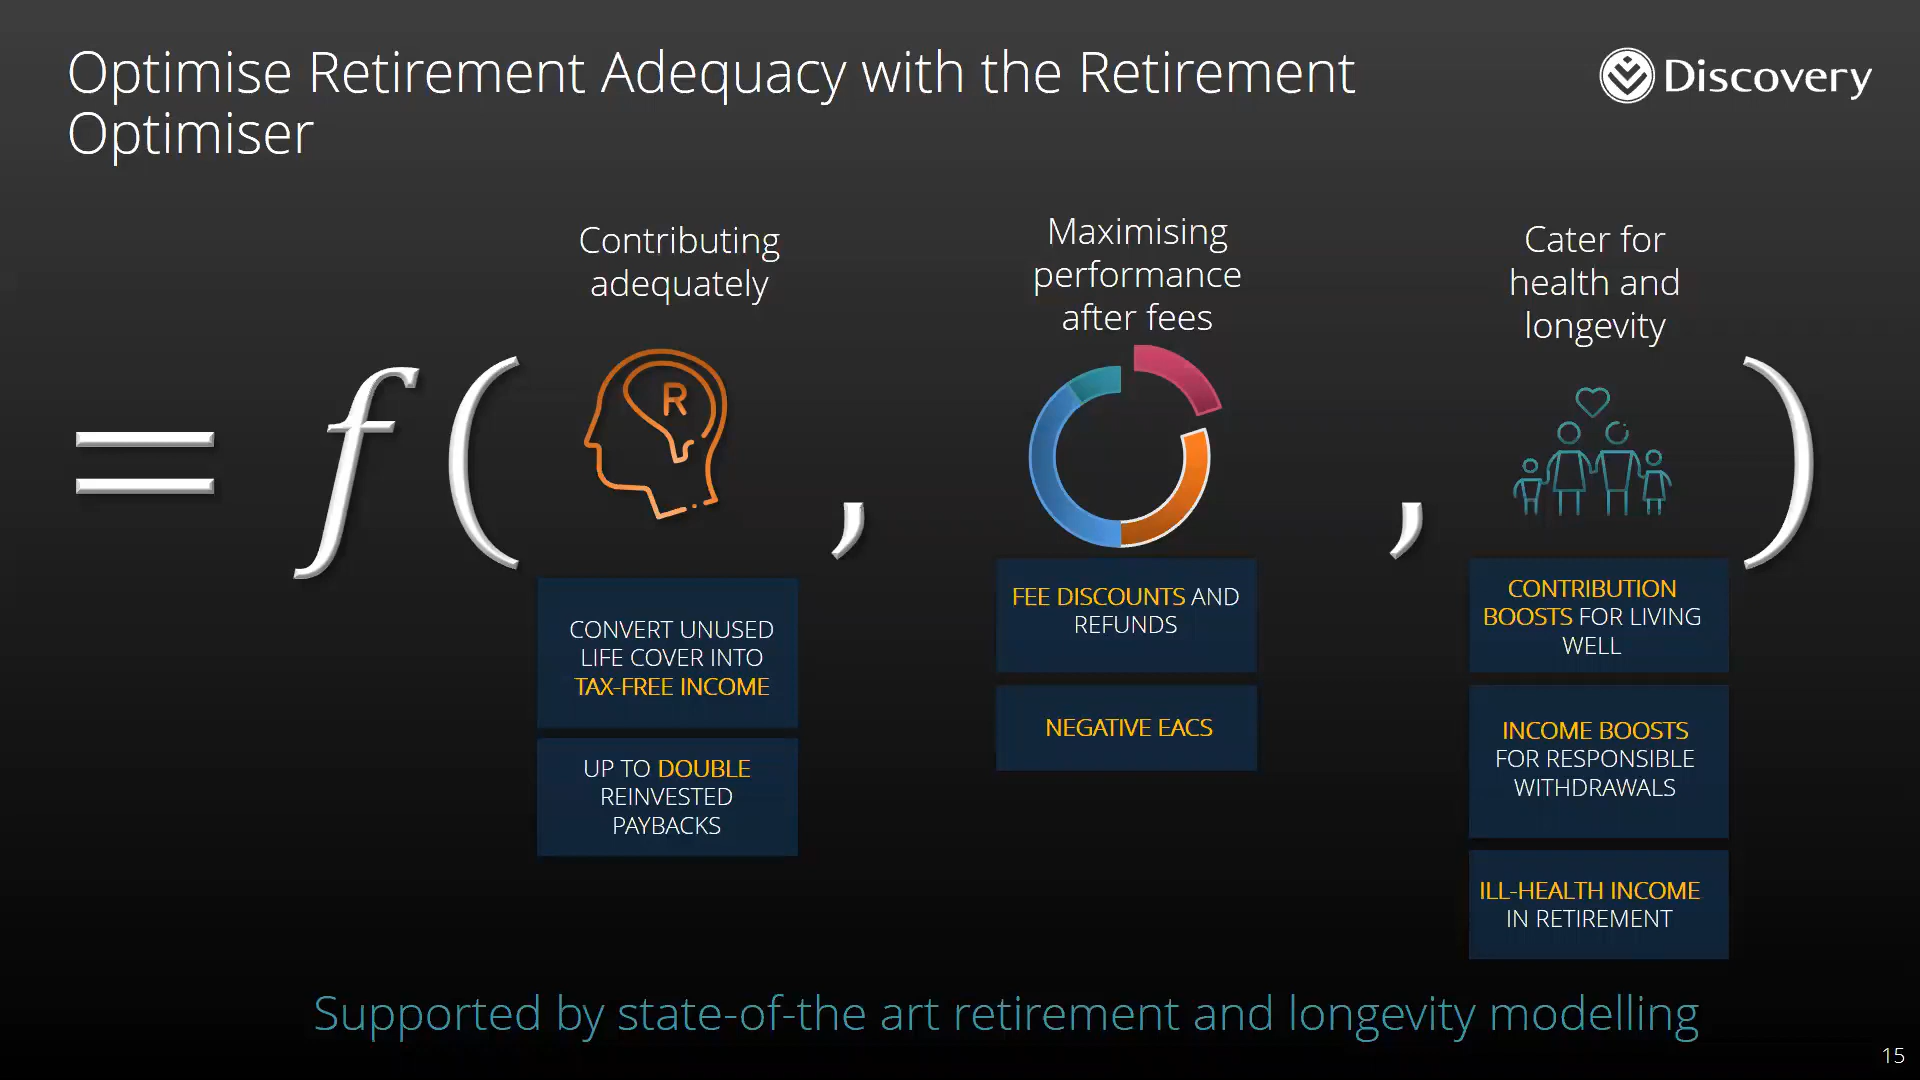 Optimise Retirement Adequacy with the Retirement
Optimiser
Discovery
Contributing
adequately
Maximising
performance
after fees
Cater for
health and
longevity
= f ( R , , )
CONVERT UNUSED
LIFE COVER INTO
TAX-FREE INCOME
UP TO DOUBLE
REINVESTED
PAYBACKS
FEE DISCOUNTS AND
REFUNDS
NEGATIVE EACS
CONTRIBUTION
BOOSTS FOR LIVING
WELL
INCOME BOOSTS
FOR RESPONSIBLE
WITHDRAWALS
ILL-HEALTH INCOME
IN RETIREMENT
Supported by state-of-the art retirement and longevity modelling
15